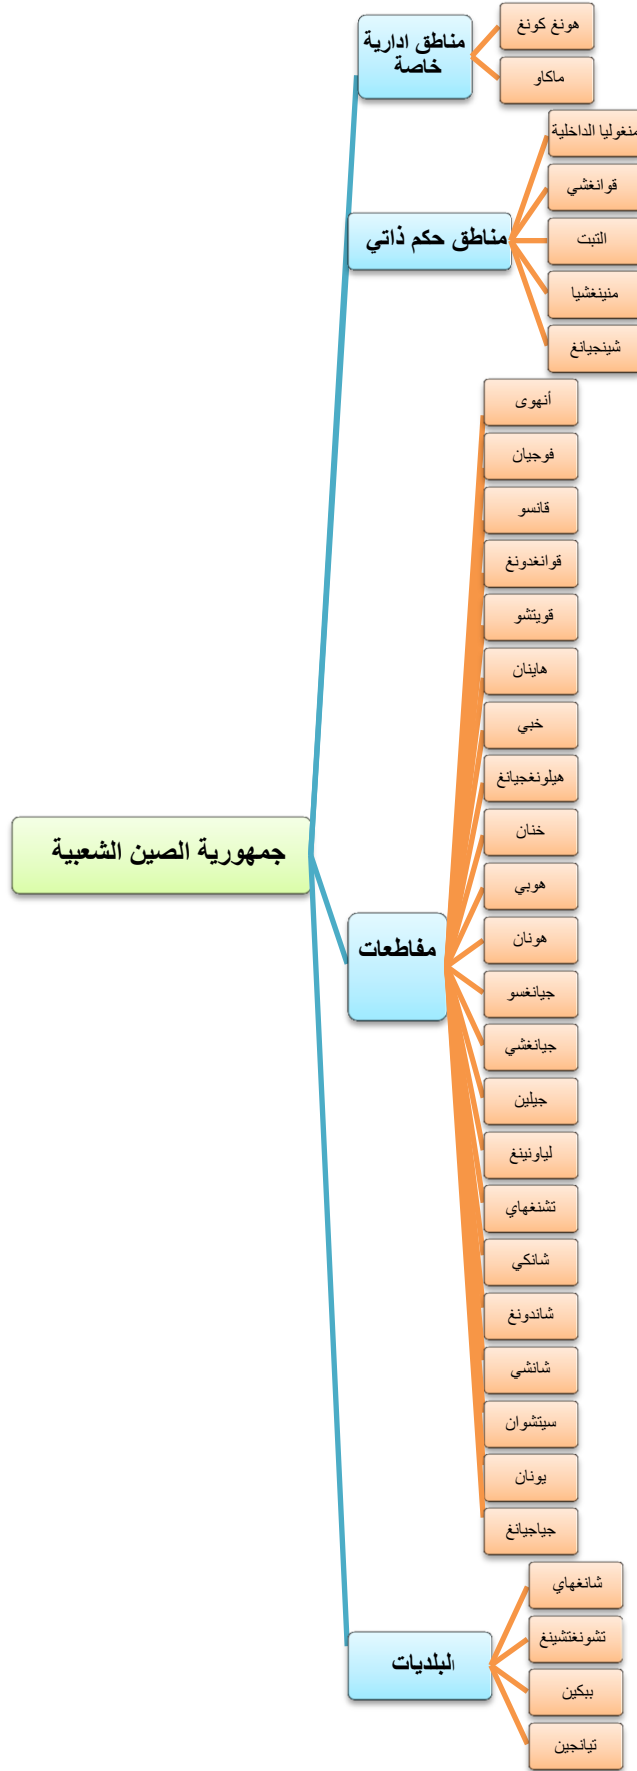 جمهورية الصين الشعبية
مناطق ادارية
خاصة
هونغ كونغ
ماكاو
مناطق حكم ذاتي
منغوليا الداخلية
قوانغشي
التبت
منينغشيا
شينجيانغ
مفاطعات
أنهوى
فوجيان
قانسو
قوانغدونغ
قويتشو
هاينان
خبي
هيلونغجيانغ
خنان
هوبي
هونان
جيانغسو
جيانغشي
جيلين
لياونينغ
تشنغهاي
شانكي
شاندونغ
شانشي
سيتشوان
يونان
جياجيانغ
البلديات
شانغهاي
تشونغتشينغ
بيكين
تيانجين